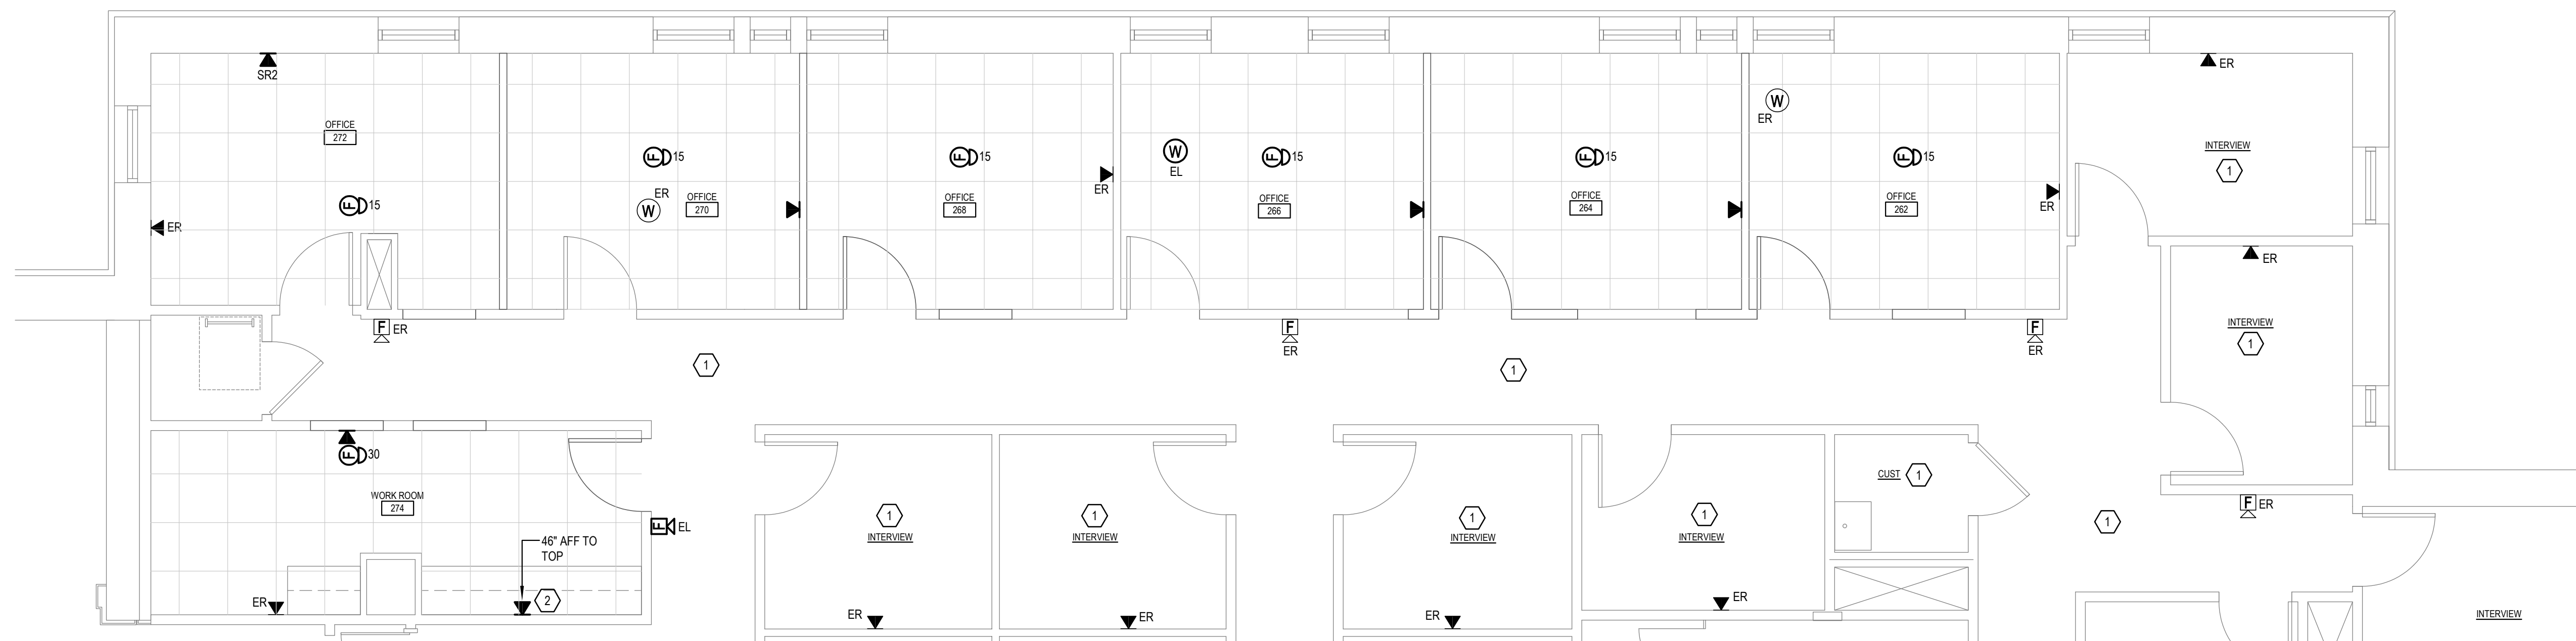 ER
SR2
W
ER
OFFICE
272
INTERVIEW
1
F 15
F 15
F 15
F 15
F 15
W
EL
ER
ER
OFFICE
270
W
OFFICE
268
OFFICE
266
OFFICE
264
OFFICE
262
ER
F 15
ER
ER
F ER
F
ER
F
ER
INTERVIEW
1
1
1
F 30
WORK ROOM
274
CUST 1
F EL
46" AFF TO
TOP
1
INTERVIEW
1
INTERVIEW
1
INTERVIEW
1
INTERVIEW
1
F ER
ER
2
ER
ER
ER
ER
INTERVIEW